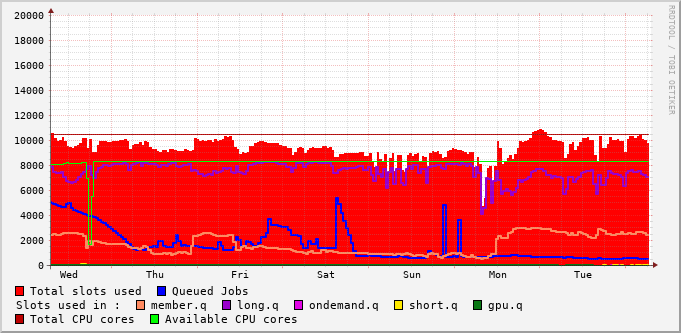 20000
18000
16000
14000
12000
10000
8000
6000
4000
2000
0
Wed Thu Fri Sat Sun Mon Tue
Total slots used Queued Jobs
Slots used in : member.q long.q ondemand.q short.q gpu.q
Total CPU cores Available CPU cores
RRDTOOL / TOBI OETIKER